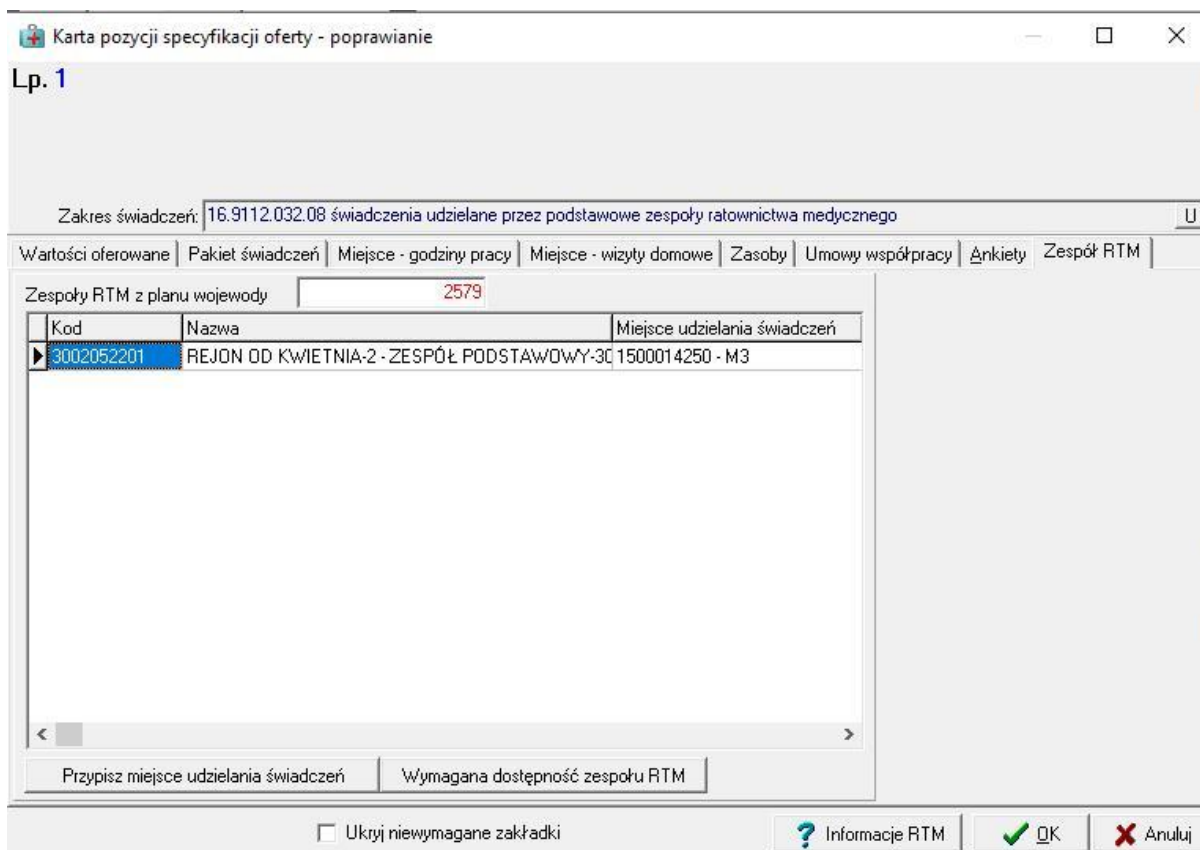 Karta pozycji specyfikacji oferty - poprawianie
Lp. 1
Zakres świadczeń: 16.9112.032.08 świadczenia udzielane przez podstawowe zespoły ratownictwa medycznego U
Wartości oferowane Pakiet świadczeń Miejsce - godziny pracy Miejsce - wizyty domowe Zasoby Umowy współpracy Ankiety Zespół RTM
Zespoły RTM z planu wojewody 2579
Kod Nazwa Miejsce udzielania świadczeń
3002052201 REJON OD KWIETNIA-2 - ZESPÓŁ PODSTAWOWY-30 1500014250 - M3
Przypisz miejsce udzielania świadczeń Wymagana dostępność zespołu RTM
Ukryj niewymagane zakładki ? Informacje RTM OK Anuluj